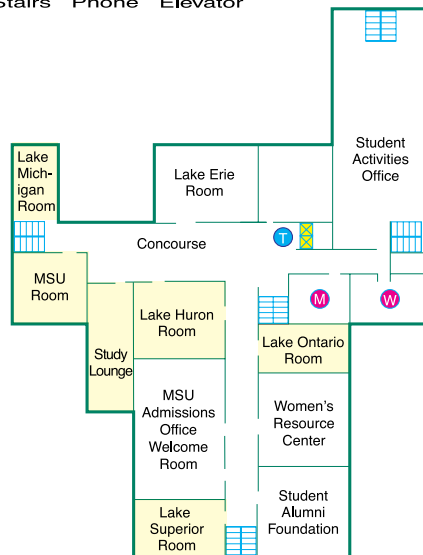 Stairs Phone Elevator
Student
Activities
Office
Lake
Mich-
igan
Room
Lake Erie
Room
Concourse
T
MSU
Room
M
W
Lake Huron
Room
Lake Ontario
Room
Study
Lounge
MSU
Admissions
Office
Welcome
Room
Women's
Resource
Center
Student
Alumni
Foundation
Lake
Superior
Room